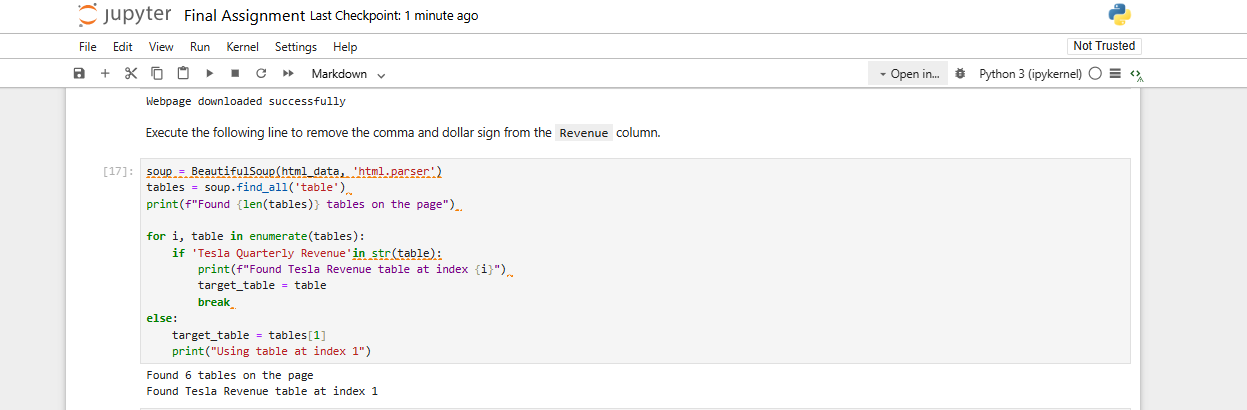 jupyter Final Assignment Last Checkpoint: 1 minute ago
File Edit View Run Kernel Settings Help Not Trusted
Markdown Open in... Python 3 (ipykernel)
Webpage downloaded successfully
Execute the following line to remove the comma and dollar sign from the Revenue column.
[17]: soup = BeautifulSoup(html_data, 'html.parser')
tables = soup.find_all('table')
print(f"Found {len(tables)} tables on the page")
for i, table in enumerate(tables):
    if 'Tesla Quarterly Revenue'in str(table):
        print(f"Found Tesla Revenue table at index {i}")
        target_table = table
        break
else:
    target_table = tables[1]
    print("Using table at index 1")
Found 6 tables on the page
Found Tesla Revenue table at index 1